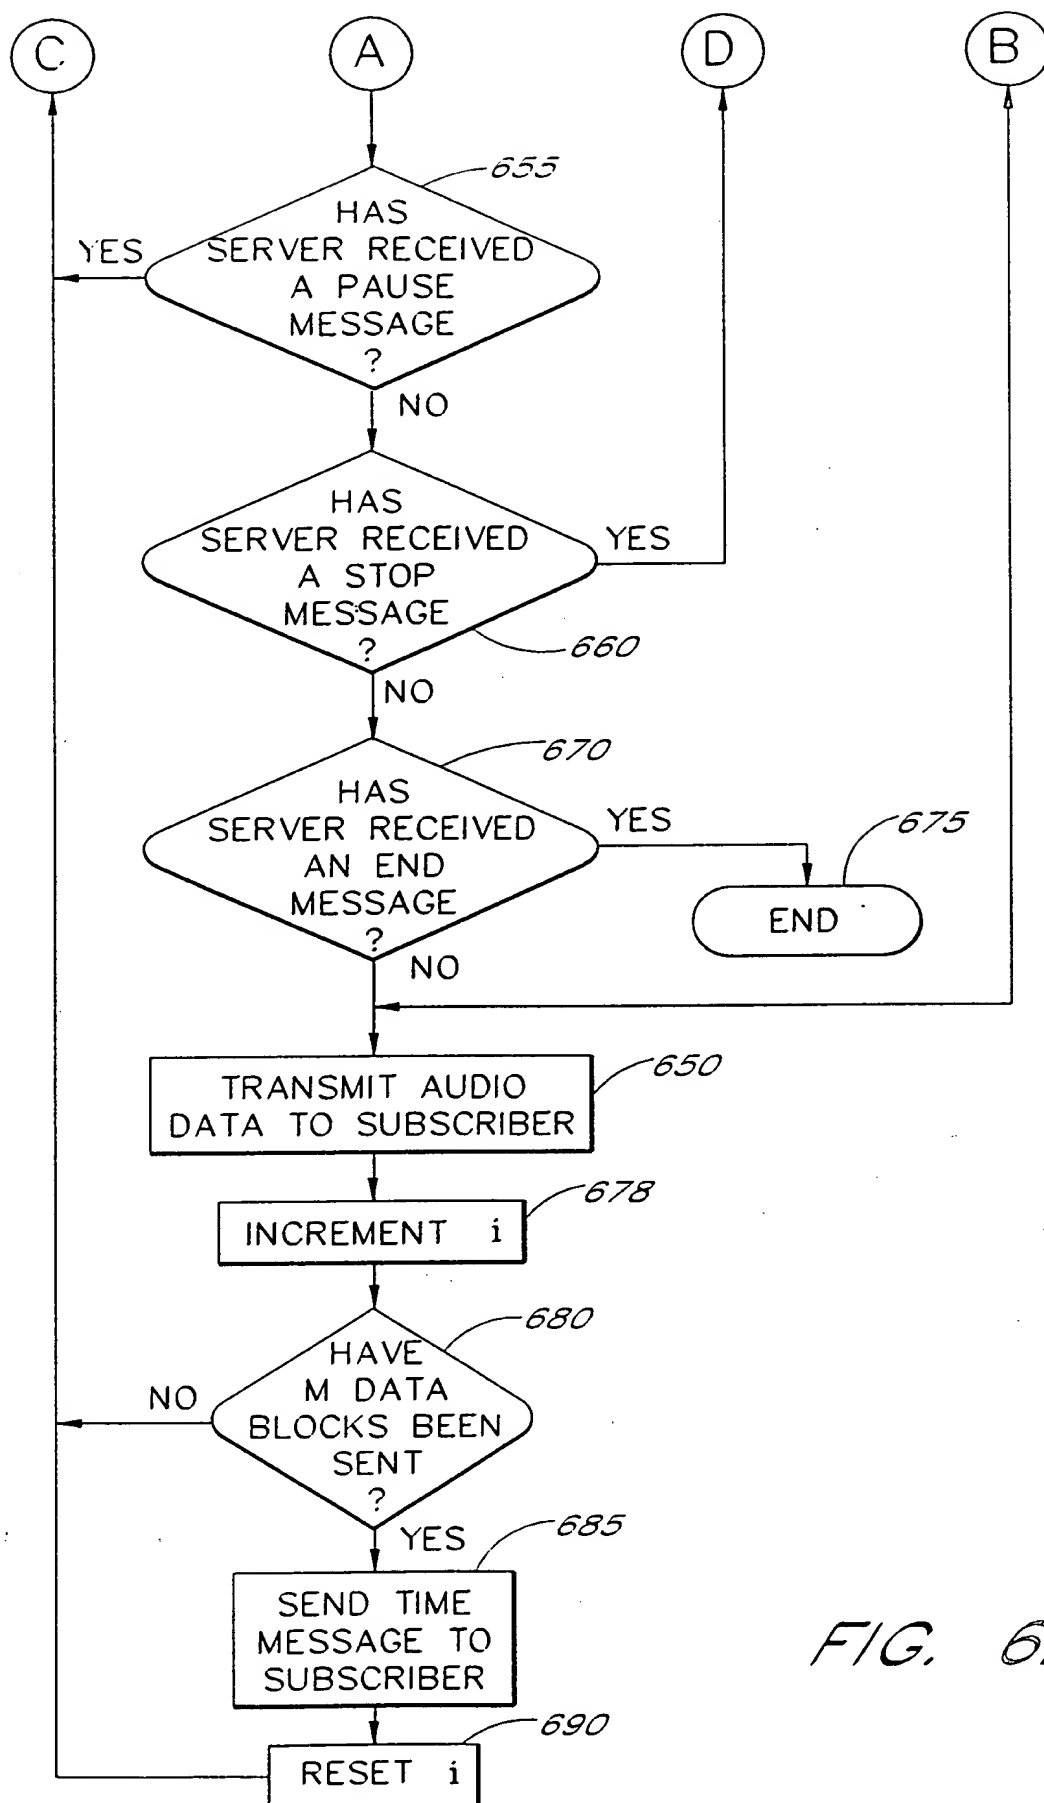 C
A
D
B
655
HAS
SERVER RECEIVED
A PAUSE
MESSAGE
?
YES
NO
HAS
SERVER RECEIVED
A STOP
MESSAGE
?
YES
660
NO
670
HAS
SERVER RECEIVED
AN END
MESSAGE
?
YES
675
END
NO
650
TRANSMIT AUDIO
DATA TO SUBSCRIBER
678
INCREMENT i
680
HAVE
M DATA
BLOCKS BEEN
SENT
?
NO
YES
685
SEND TIME
MESSAGE TO
SUBSCRIBER
690
RESET i
FIG. 6